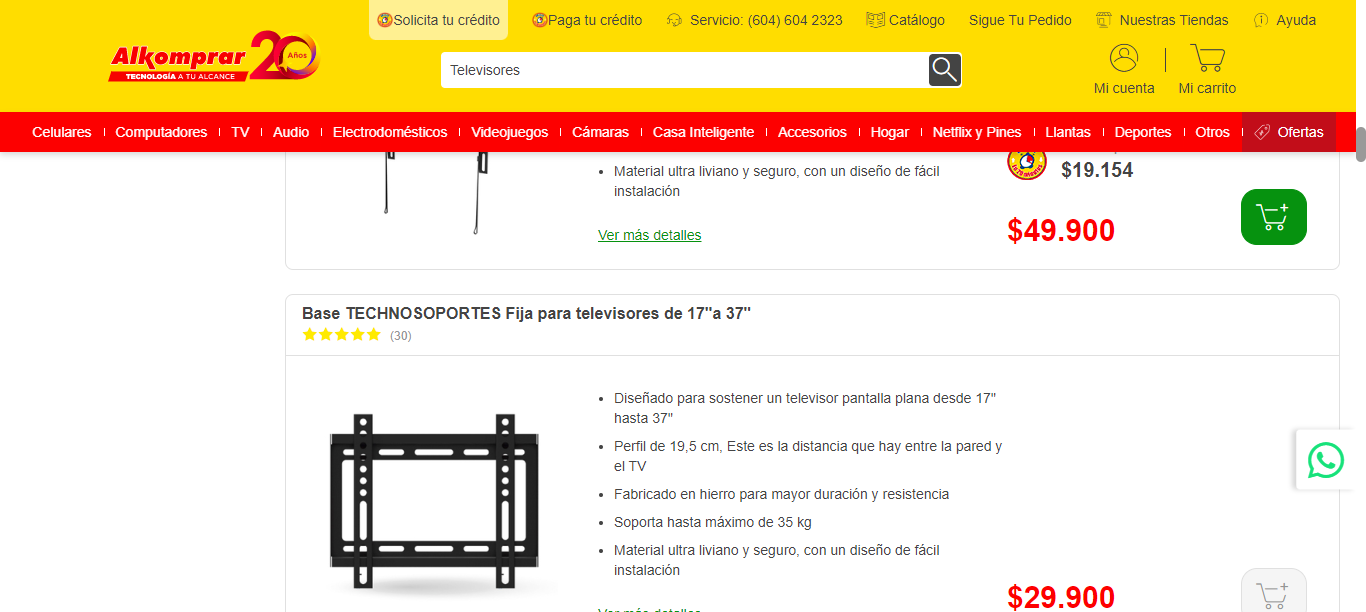 Solicita tu crédito
Paga tu crédito
Servicio: (604) 604 2323
Catálogo
Sigue Tu Pedido
Nuestras Tiendas
Ayuda
Alkomprar 20 Años
TECNOLOGÍA A TU ALCANCE
Televisores
Mi cuenta
Mi carrito
Celulares
Computadores
TV
Audio
Electrodomésticos
Videojuegos
Cámaras
Casa Inteligente
Accesorios
Hogar
Netflix y Pines
Llantas
Deportes
Otros
Ofertas
• Material ultra liviano y seguro, con un diseño de fácil
instalación
$19.154
Ver más detalles
$49.900
Base TECHNOSOPORTES Fija para televisores de 17"a 37"
(30)
• Diseñado para sostener un televisor pantalla plana desde 17"
hasta 37"
• Perfil de 19,5 cm, Este es la distancia que hay entre la pared y
el TV
• Fabricado en hierro para mayor duración y resistencia
• Soporta hasta máximo de 35 kg
• Material ultra liviano y seguro, con un diseño de fácil
instalación
Ver más detalles
$29.900